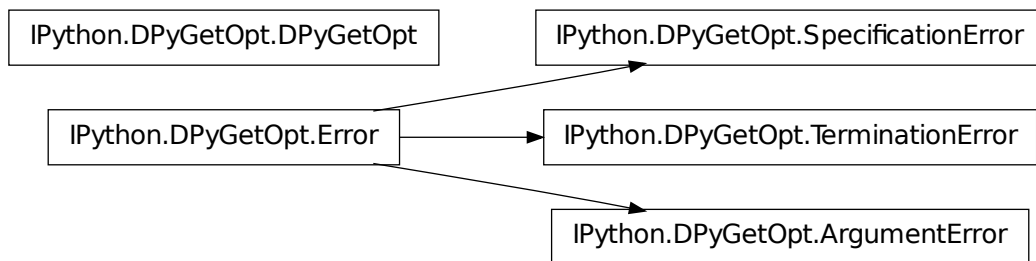 IPython.DPyGetOpt.DPyGetOpt
IPython.DPyGetOpt.SpecificationError
IPython.DPyGetOpt.Error
IPython.DPyGetOpt.TerminationError
IPython.DPyGetOpt.ArgumentError